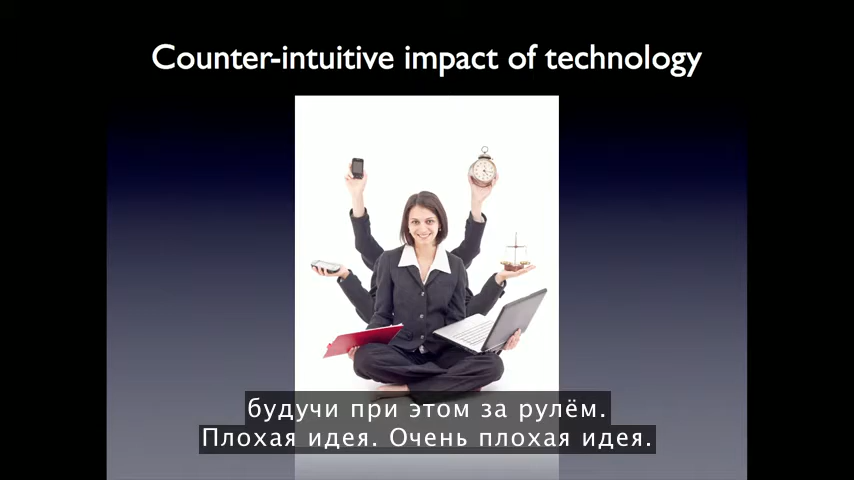 Counter-intuitive impact of technology
будучи при этом за рулём.
Плохая идея. Очень плохая идея.